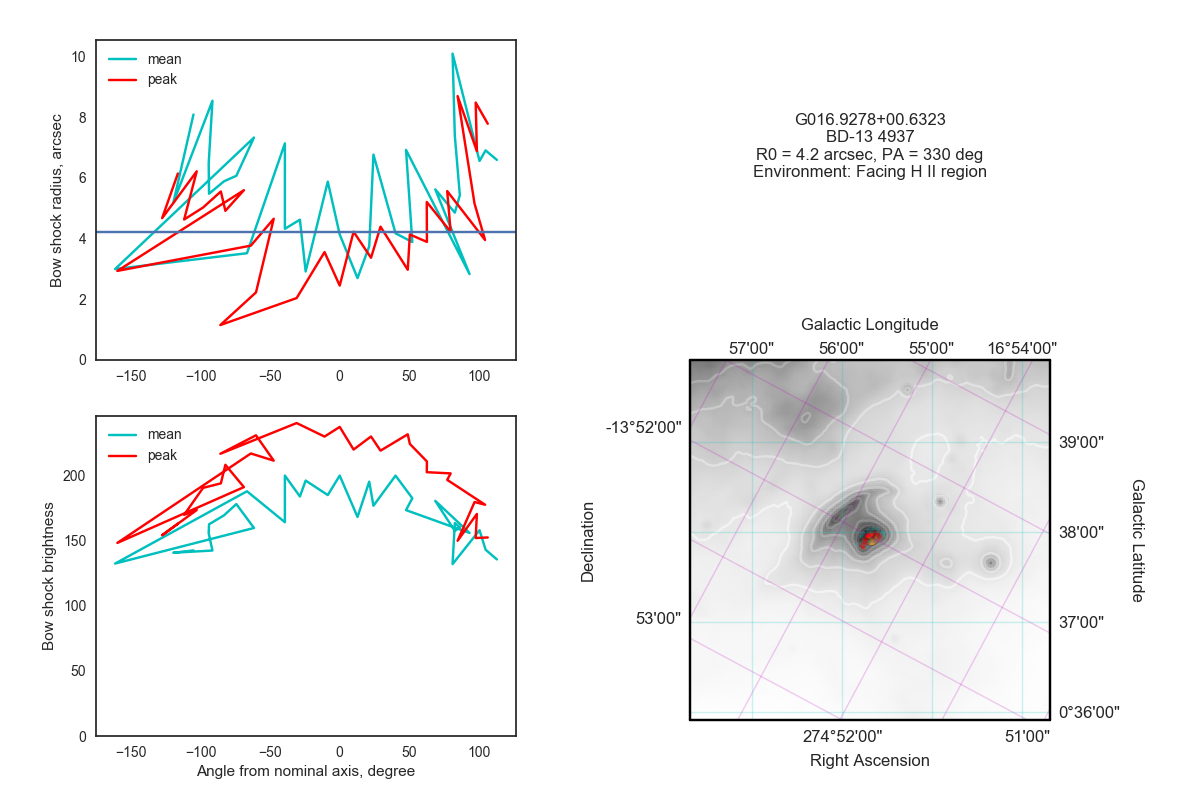 10
8
6
4
2
0
Bow shock radius, arcsec
mean
peak
−150
−100
−50
0
50
100
200
150
100
50
0
Bow shock brightness
mean
peak
−150
−100
−50
0
50
100
Angle from nominal axis, degree
G016.9278+00.6323
BD-13 4937
R0 = 4.2 arcsec, PA = 330 deg
Environment: Facing H II region
Galactic Longitude
57'00" 56'00" 55'00" 16°54'00"
-13°52'00"
53'00"
Declination
39'00"
38'00"
37'00"
0°36'00"
Galactic Latitude
274°52'00" 51'00"
Right Ascension